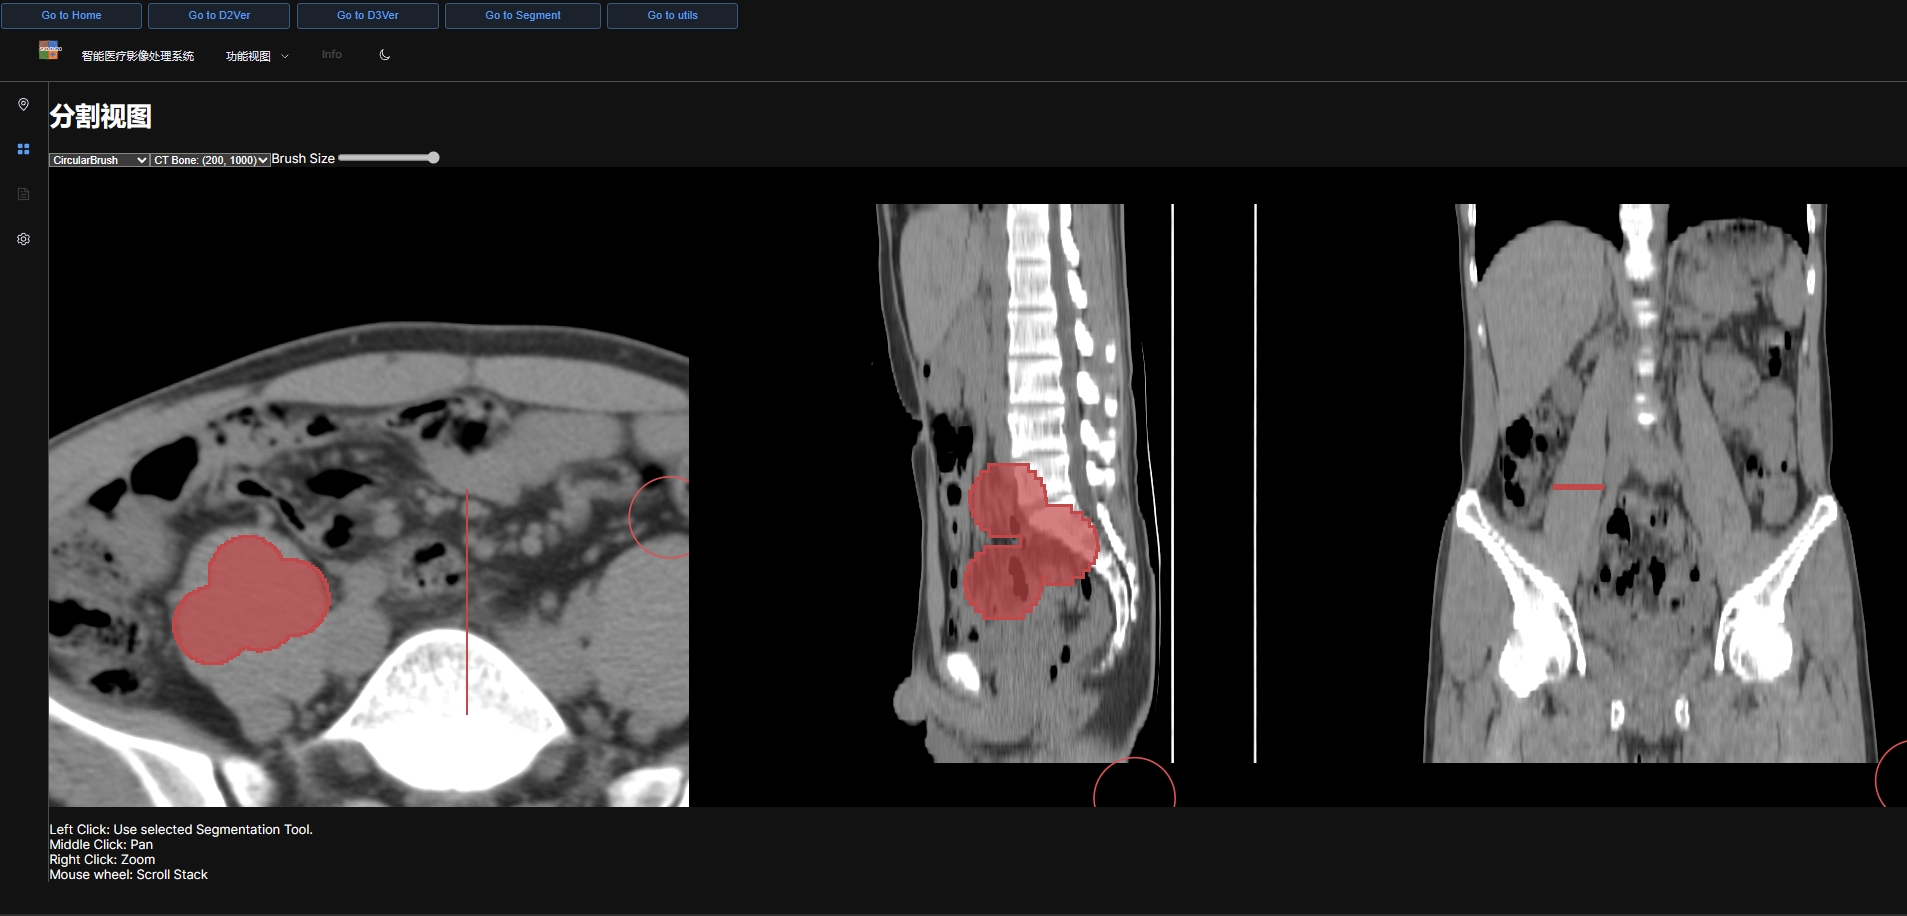 Go to Home
Go to D2Ver
Go to D3Ver
Go to Segment
Go to utils
智能医疗影像处理系统
功能视图
Info
分割视图
CircularBrush
CT Bone: (200, 1000)
Brush Size
Left Click: Use selected Segmentation Tool.
Middle Click: Pan
Right Click: Zoom
Mouse wheel: Scroll Stack